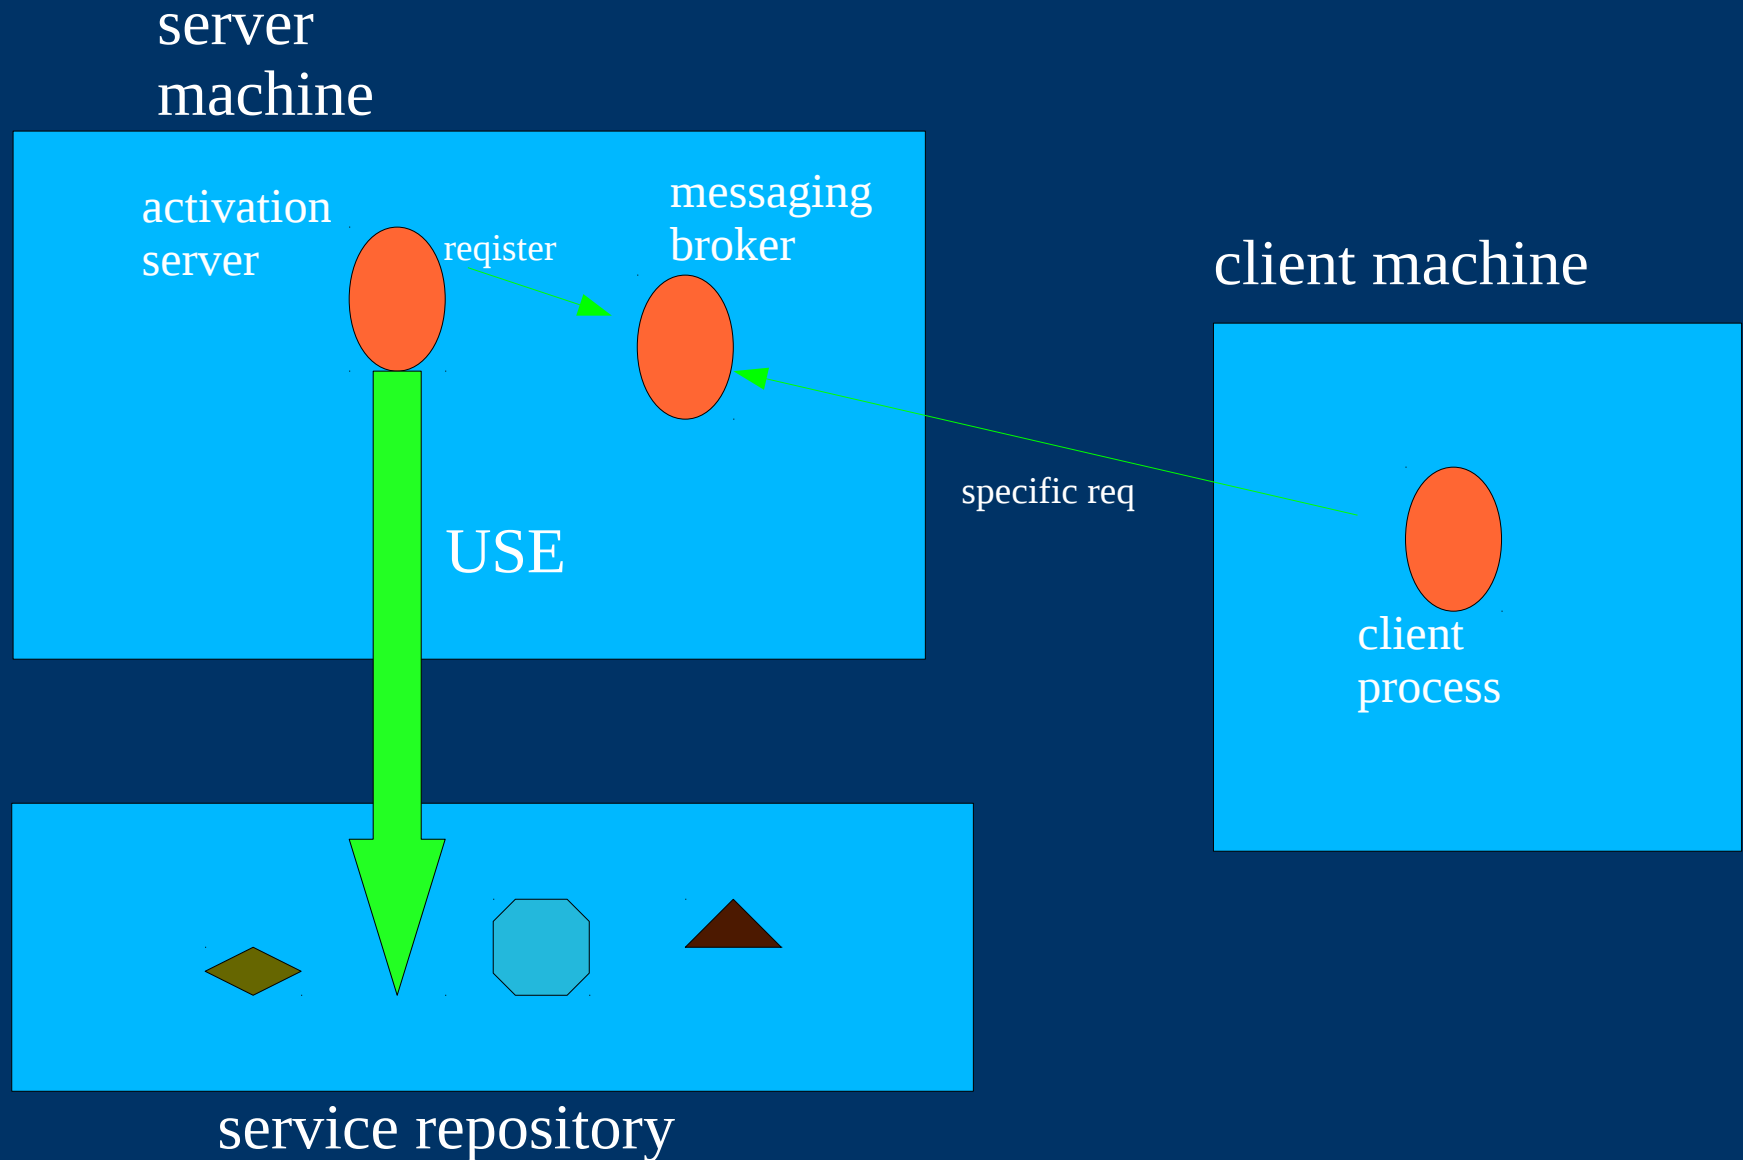 server
machine
activation
server
reqister
messaging
broker
client machine
specific req
USE
client
process
service repository